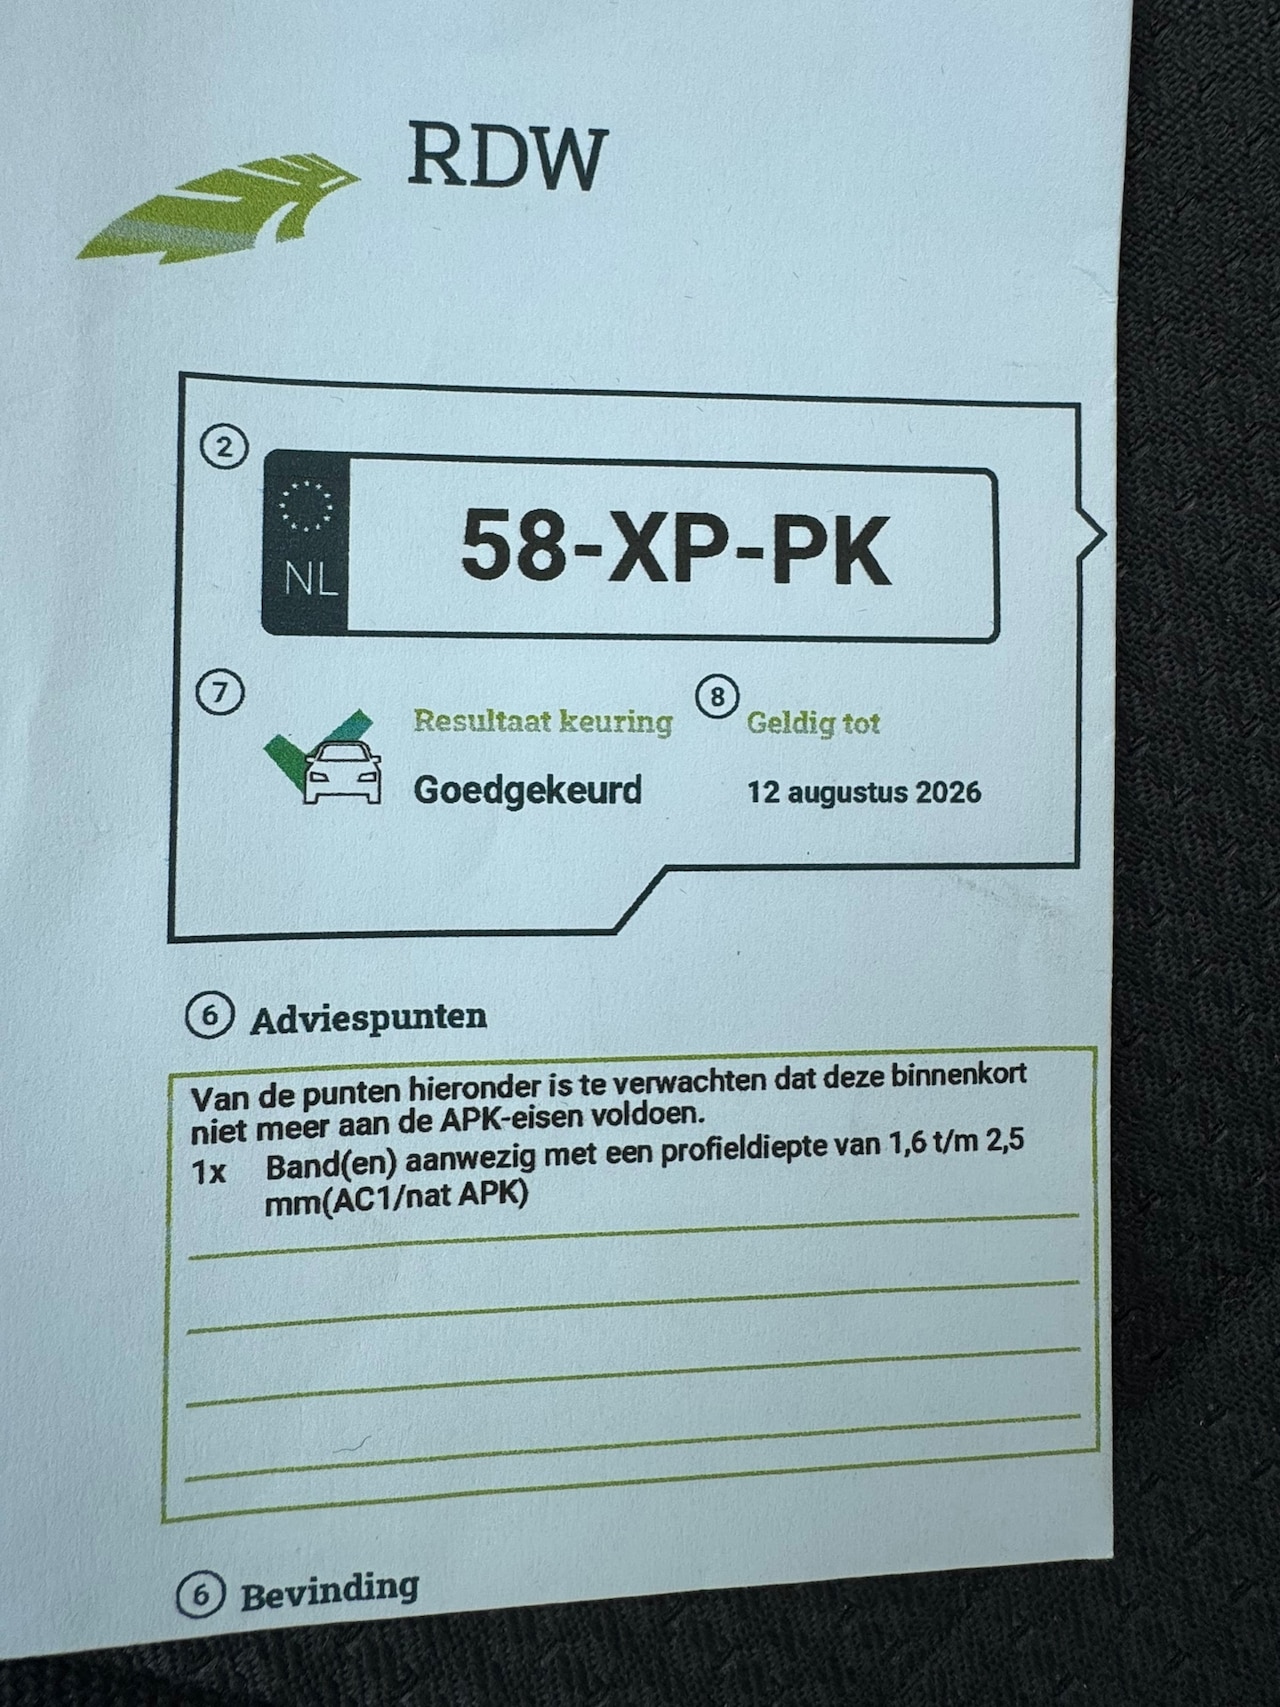 RDW
2
NL
58-XP-PK
7
Resultaat keuring
8
Geldig tot
Goedgekeurd
12 augustus 2026
6 Adviespunten
Van de punten hieronder is te verwachten dat deze binnenkort
niet meer aan de APK-eisen voldoen.
1x Band(en) aanwezig met een profieldiepte van 1,6 t/m 2,5
mm(AC1/nat APK)
6 Bevinding